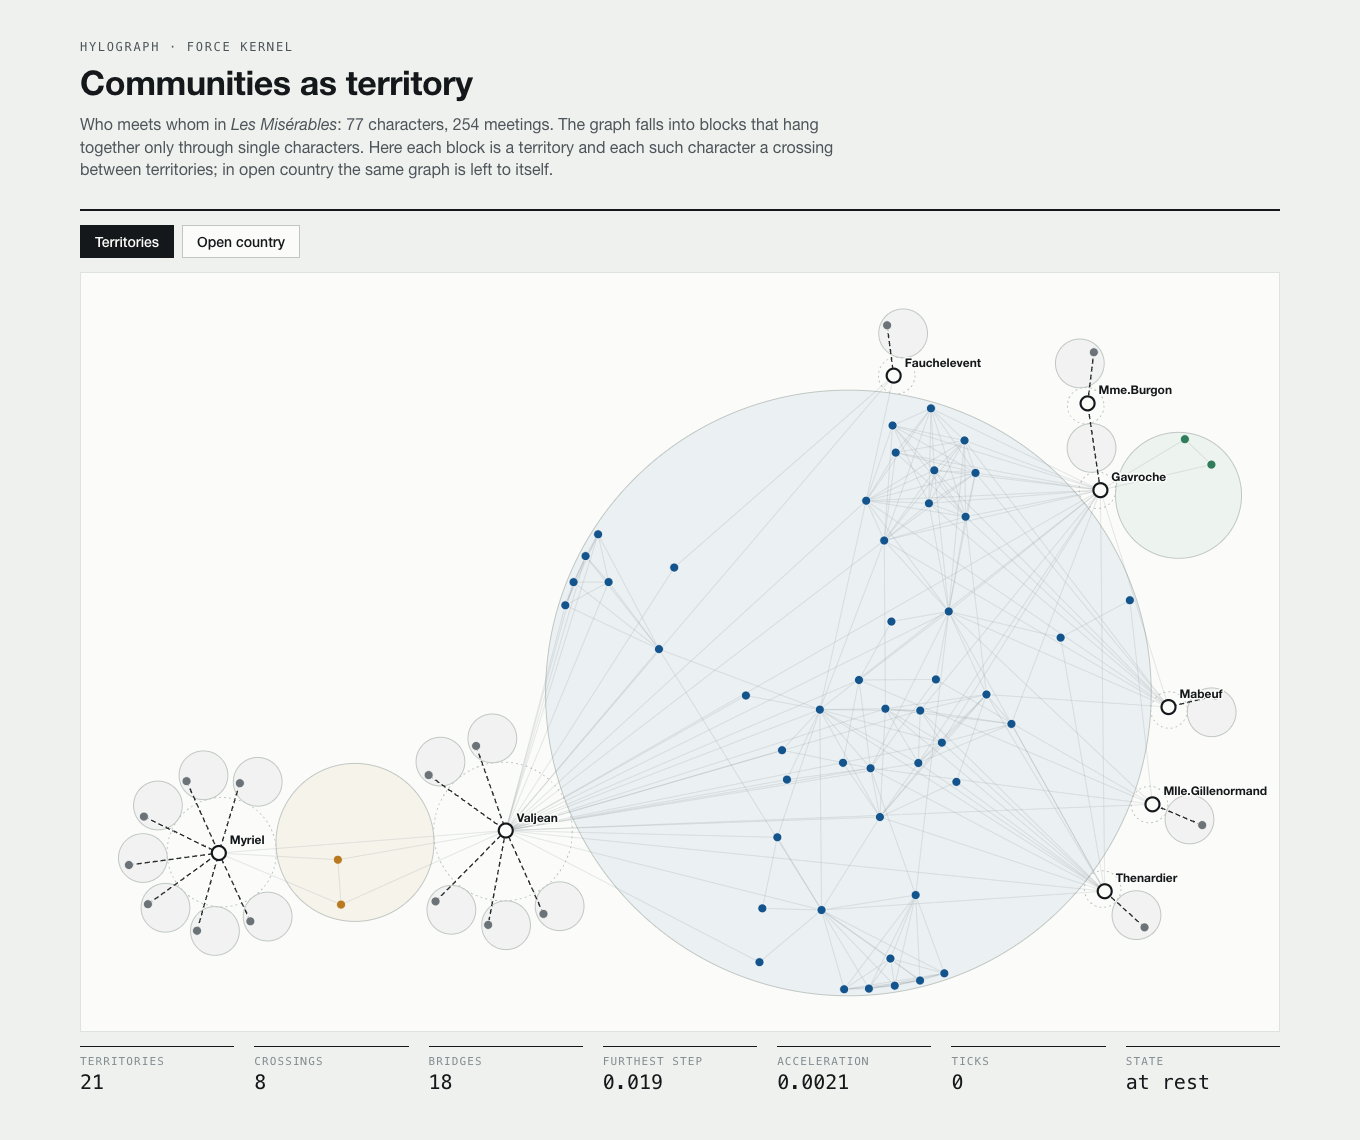 HYLOGRAPH · FORCE KERNEL
Communities as territory
Who meets whom in Les Misérables: 77 characters, 254 meetings. The graph falls into blocks that hang
together only through single characters. Here each block is a territory and each such character a crossing
between territories; in open country the same graph is left to itself.
Territories
Open country
Fauchelevent
Mme.Burgon
Gavroche
Mabeuf
Mlle.Gillenormand
Valjean
Myriel
Thenardier
TERRITORIES
21
CROSSINGS
8
BRIDGES
18
FURTHEST STEP
0.019
ACCELERATION
0.0021
TICKS
0
STATE
at rest